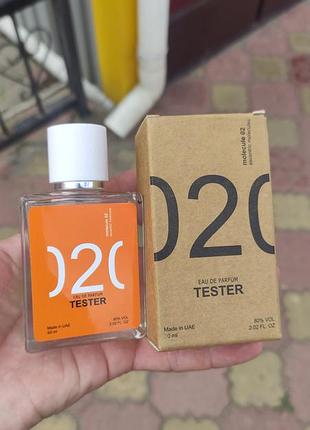 020
molecule 02
EAU DE PARFUM
TESTER
Made in UAE
60 ml
80% VOL
2.02 FL. OZ
molecule 02
020
EAU DE PARFUM
TESTER
Made in UAE
80% VOL
2.02 FL. OZ